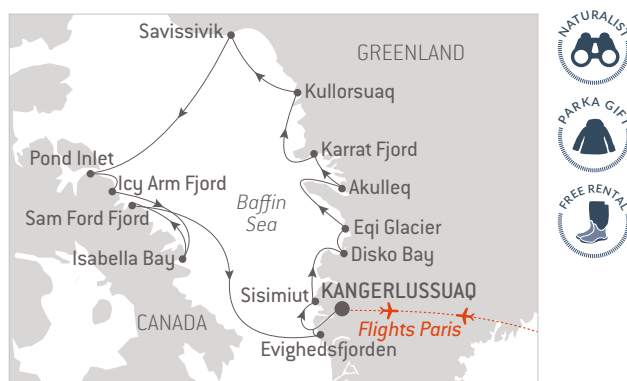 Savissivik
GREENLAND
Kullorsuaq
Karrat Fjord
Pond Inlet
Icy Arm Fjord
Akulleq
Sam Ford Fjord
Baffin
Sea
Eqi Glacier
Isabella Bay
Disko Bay
Sisimiut
KANGERLUSSUAQ
CANADA
Flights Paris
Evighedsfjorden
NATURALIST
PARKA GIFT
FREE RENTAL